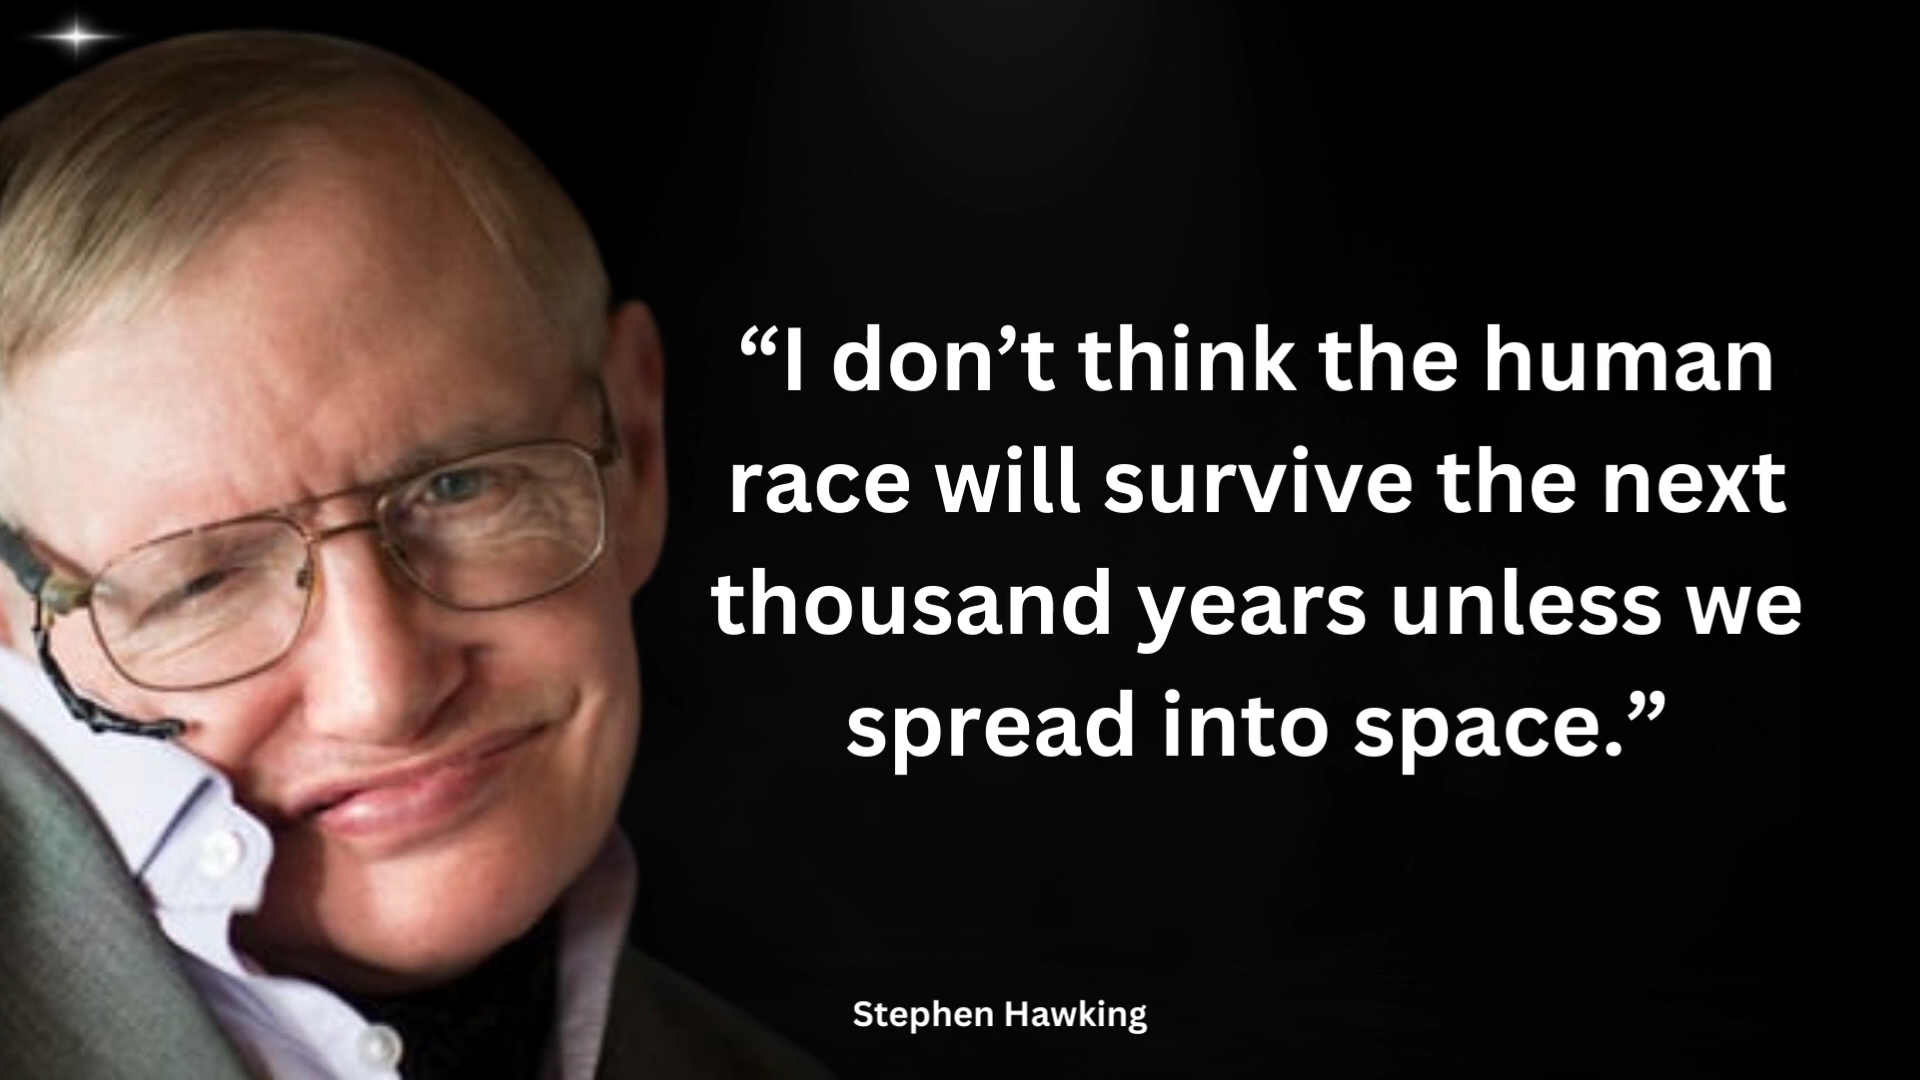 “I don’t think the human
race will survive the next
thousand years unless we
spread into space.”
Stephen Hawking